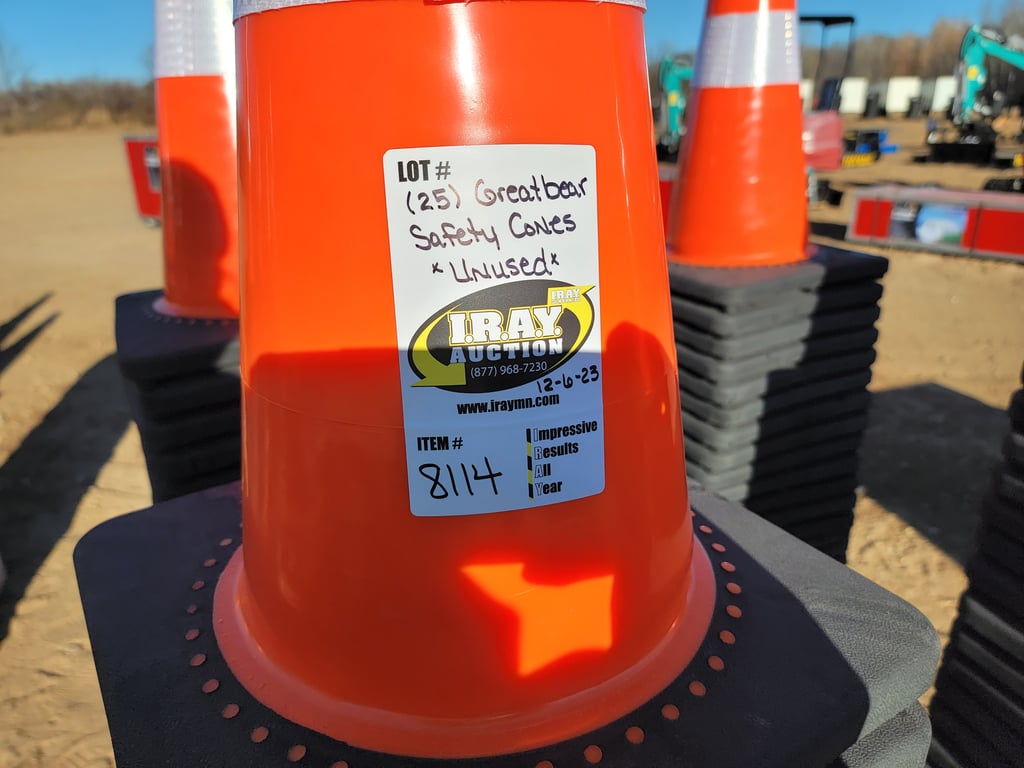 LOT #
(25) Greatbear
Safety Cones
*Unused*
I.R.A.Y.
I.R.A.Y.
AUCTION
(877) 968-7230
12-6-23
www.iraymn.com
ITEM #
8114
Impressive
Results
All
Year